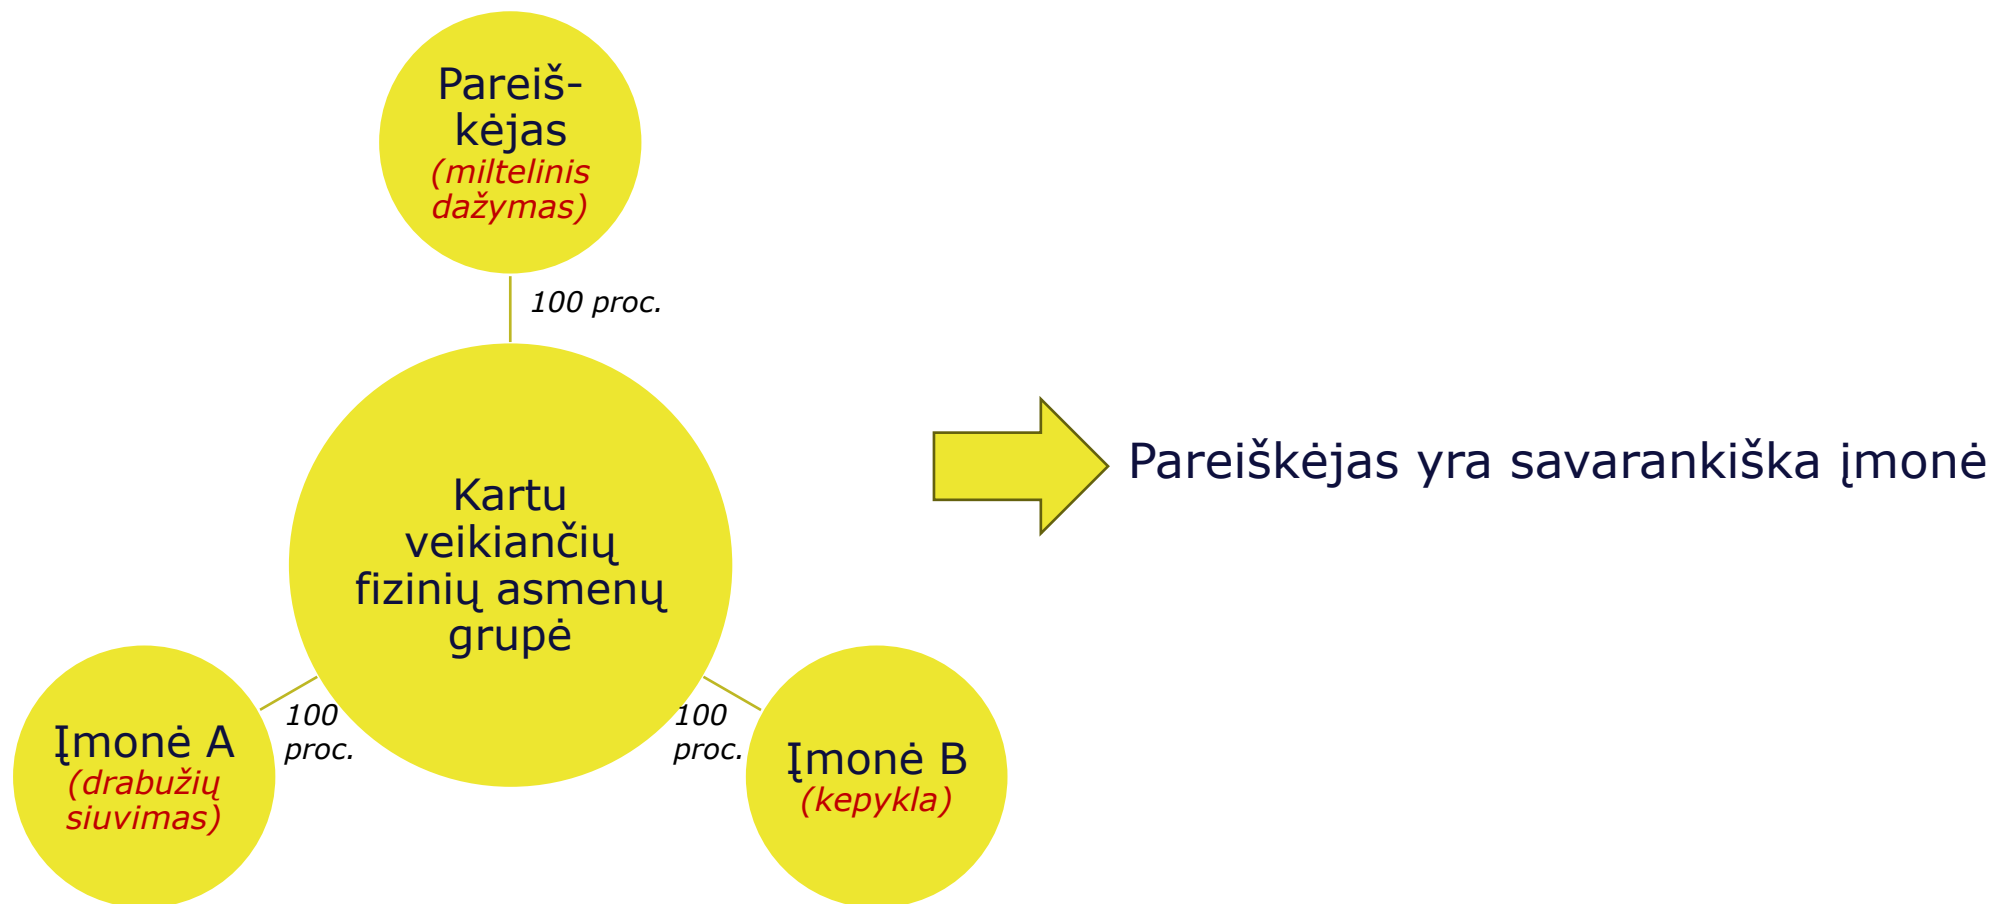 Pareiš-
kėjas
(miltelinis
dažymas)
100 proc.
Kartu
veikiančių
fizinių asmenų
grupė
100
proc.
100
proc.
Įmonė A
(drabužių
siuvimas)
Įmonė B
(kepykla)
Pareiškėjas yra savarankiška įmonė